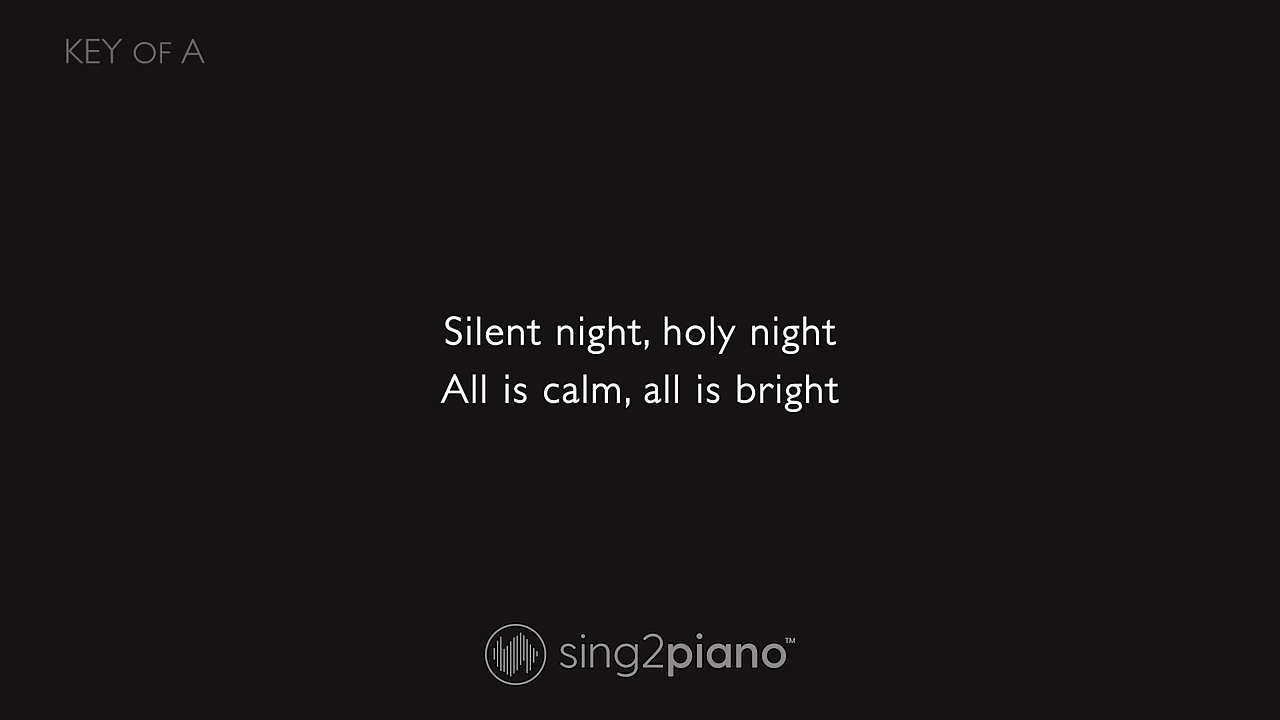 KEY OF A
Silent night, holy night
All is calm, all is bright
sing2piano™